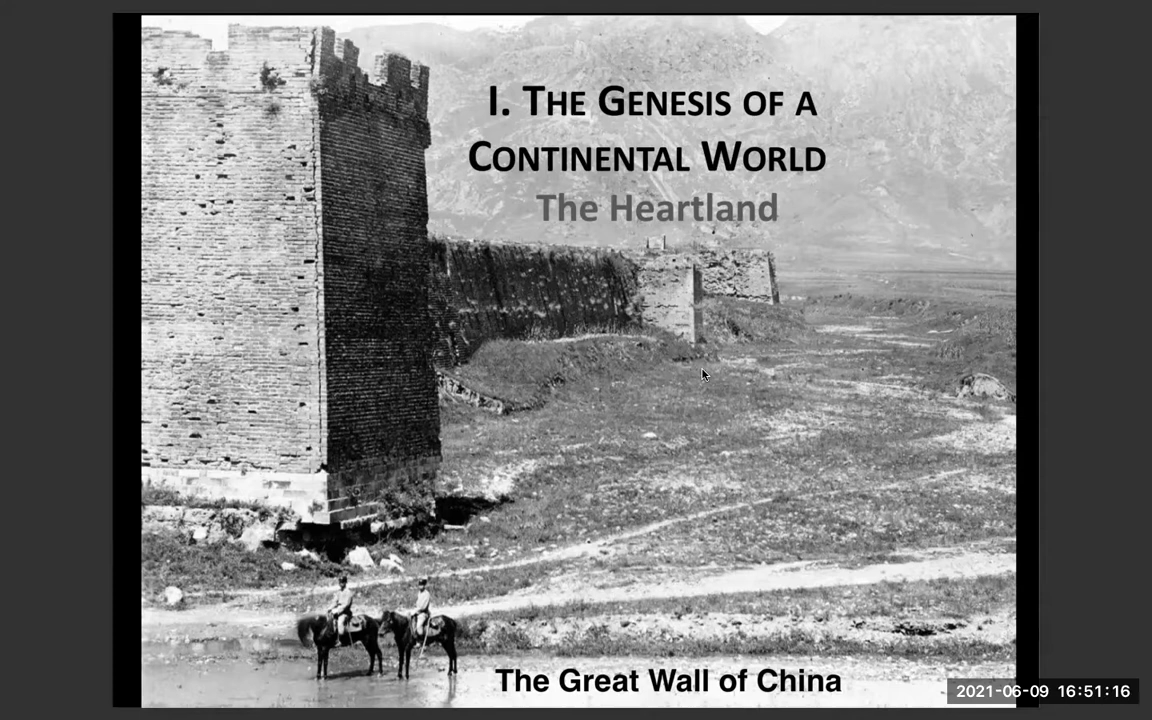 I. THE GENESIS OF A
CONTINENTAL WORLD
The Heartland
The Great Wall of China
2021-06-09 16:51:16